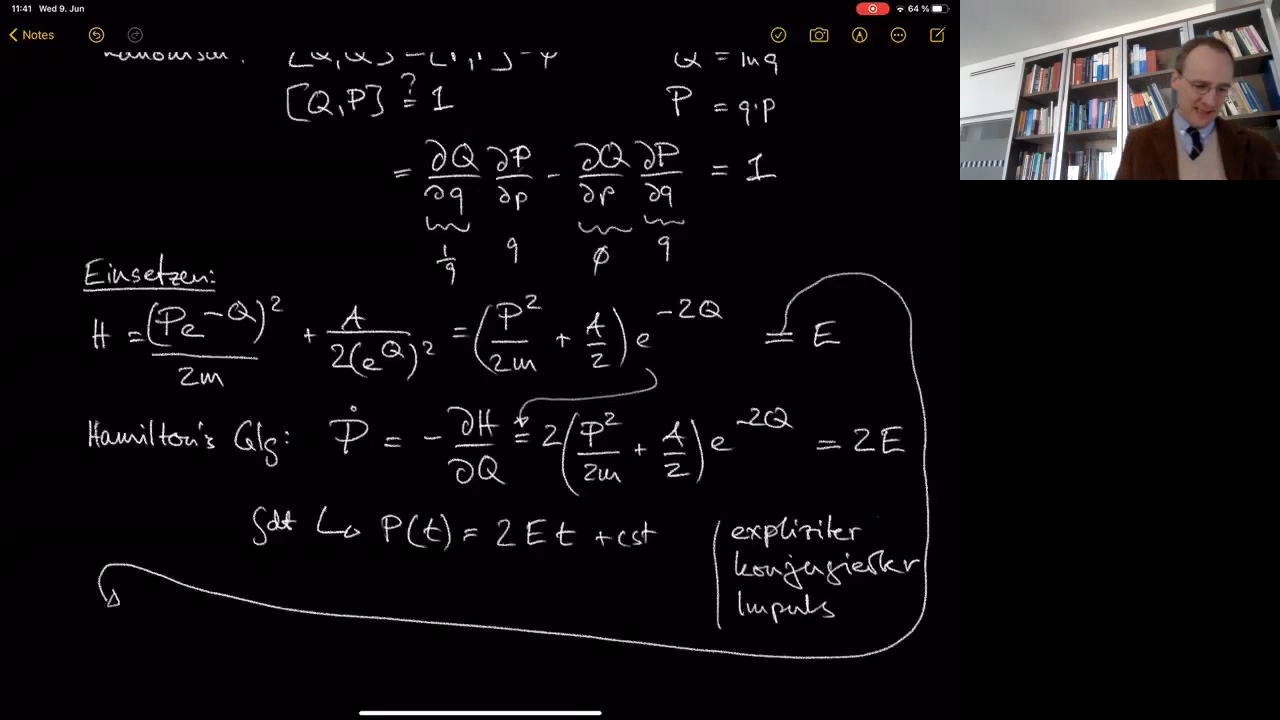 11:41 Wed 9. Jun
64 %
Notes
Q = ln q
[Q,P] ?= 1
P = q·p
= ∂Q/∂q ∂P/∂p - ∂Q/∂p ∂P/∂q = 1
1/q q ϕ q
Einsetzen:
H = (Pe^-Q)²/2m + A/2(e^Q)² = (P²/2m + A/2) e^-2Q = E
Hamilton's Glg: Ṗ = - ∂H/∂Q = 2(P²/2m + A/2) e^-2Q = 2E
∫dt ↳ P(t) = 2Et + cst
expliziter
konjugierter
Impuls